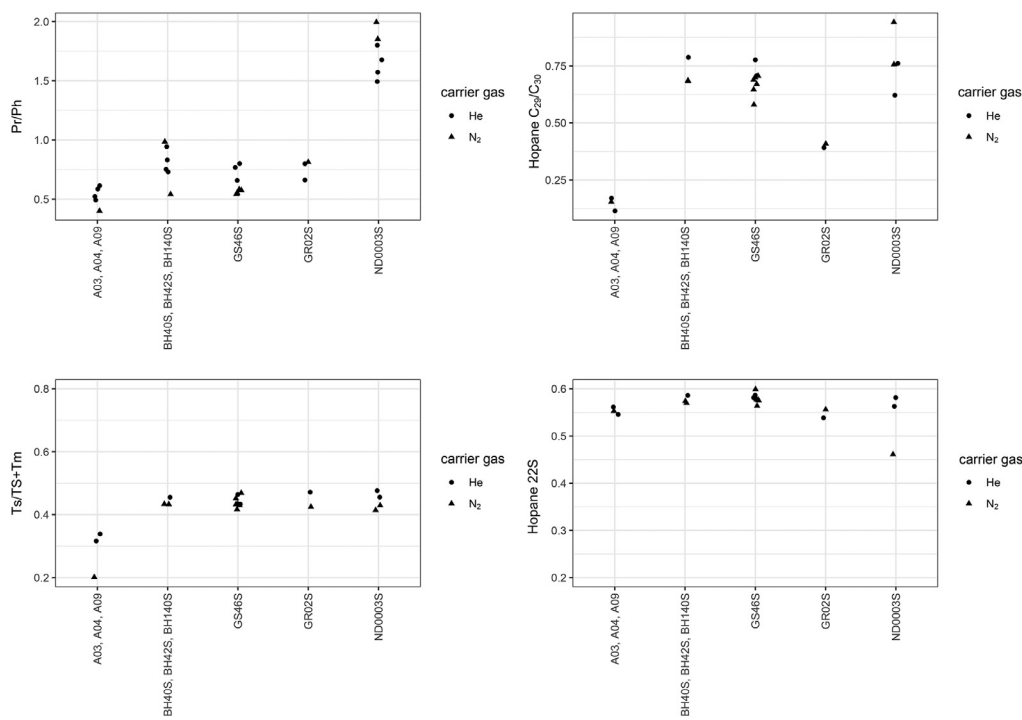 Pr/Ph
2.0
1.5
1.0
0.5
A03, A04, A09
BH40S, BH42S, BH140S
GS46S
GR02S
ND0003S
carrier gas
He
N₂
Hopane C₂₉/C₃₀
0.75
0.50
0.25
A03, A04, A09
BH40S, BH42S, BH140S
GS46S
GR02S
ND0003S
carrier gas
He
N₂
Ts/TS+Tm
0.8
0.6
0.4
0.2
A03, A04, A09
BH40S, BH42S, BH140S
GS46S
GR02S
ND0003S
carrier gas
He
N₂
Hopane 22S
0.6
0.5
0.4
0.3
0.2
A03, A04, A09
BH40S, BH42S, BH140S
GS46S
GR02S
ND0003S
carrier gas
He
N₂